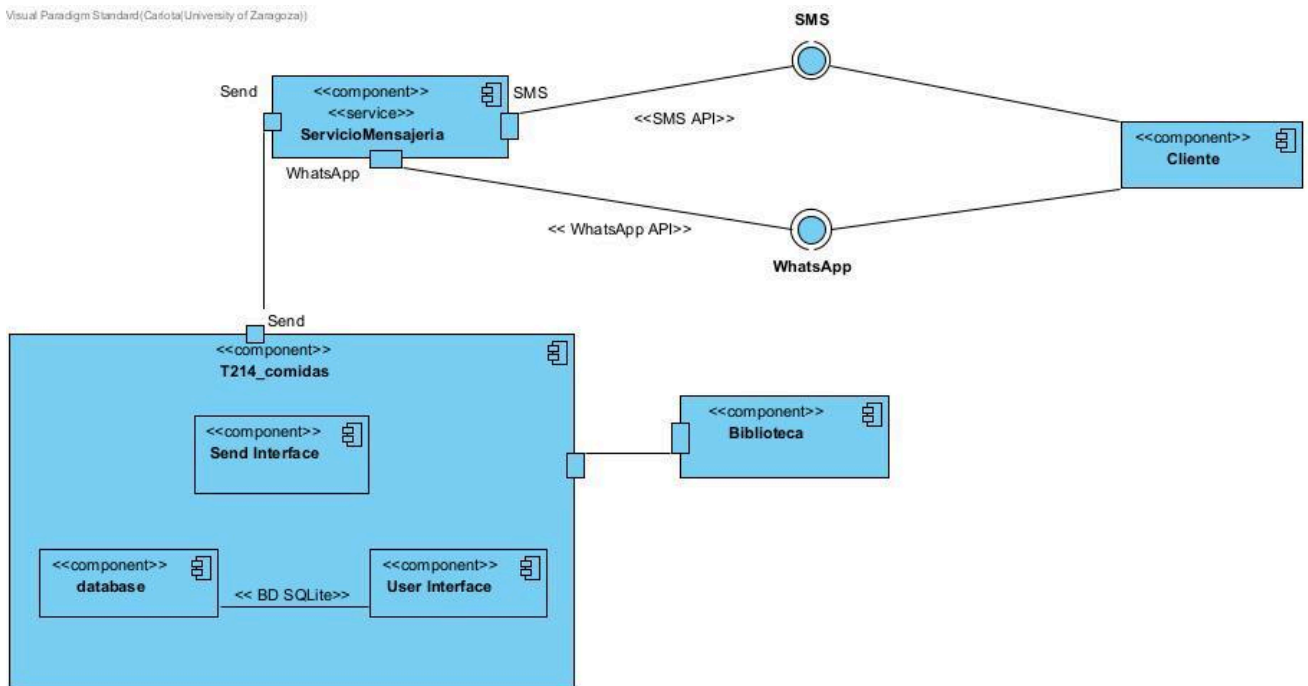 Visual Paradigm Standard(Carlota(University of Zaragoza))
SMS
Send
<<component>>
<<service>>
ServicioMensajeria
SMS
<<SMS API>>
<<component>>
Cliente
WhatsApp
<< WhatsApp API>>
WhatsApp
Send
<<component>>
T214_comidas
<<component>>
Send Interface
<<component>>
Biblioteca
<<component>>
database
<< BD SQLite>>
<<component>>
User Interface